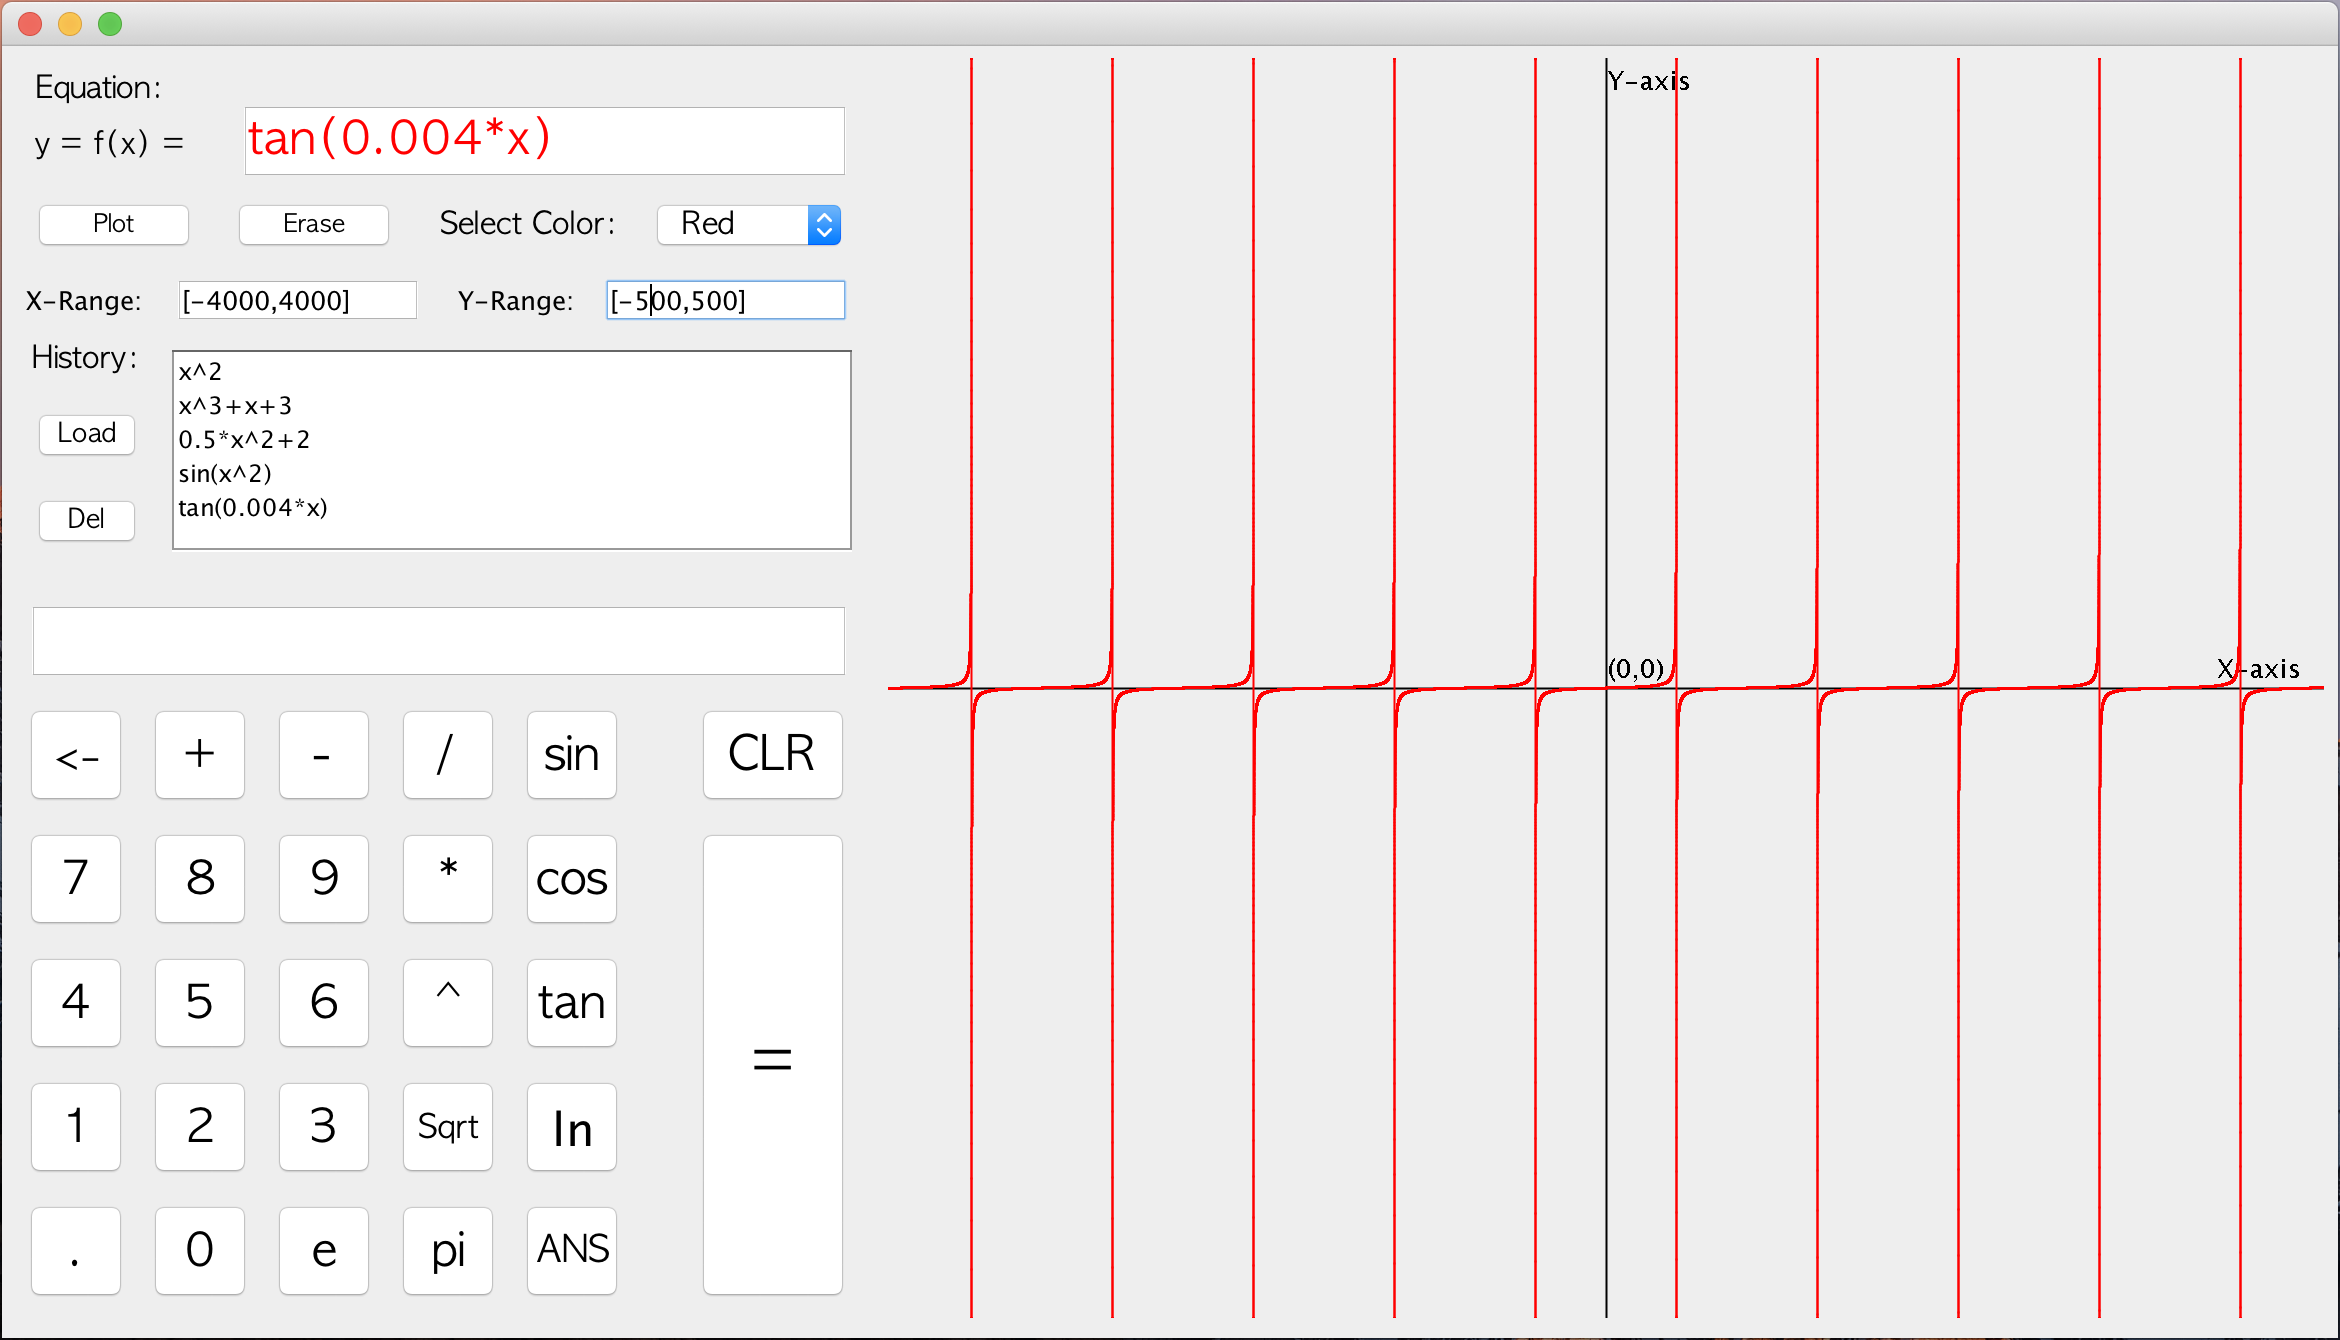 Equation:
y = f(x) = tan(0.004*x)
Plot Erase Select Color: Red
X-Range: [-4000,4000] Y-Range: [-500,500]
History:
x^2
x^3+x+3
0.5*x^2+2
sin(x^2)
tan(0.004*x)
Load
Del
<- + - / sin CLR
7 8 9 * cos
4 5 6 ^ tan
=
1 2 3 Sqrt ln
. 0 e pi ANS
Y-axis
(0,0)
X-axis